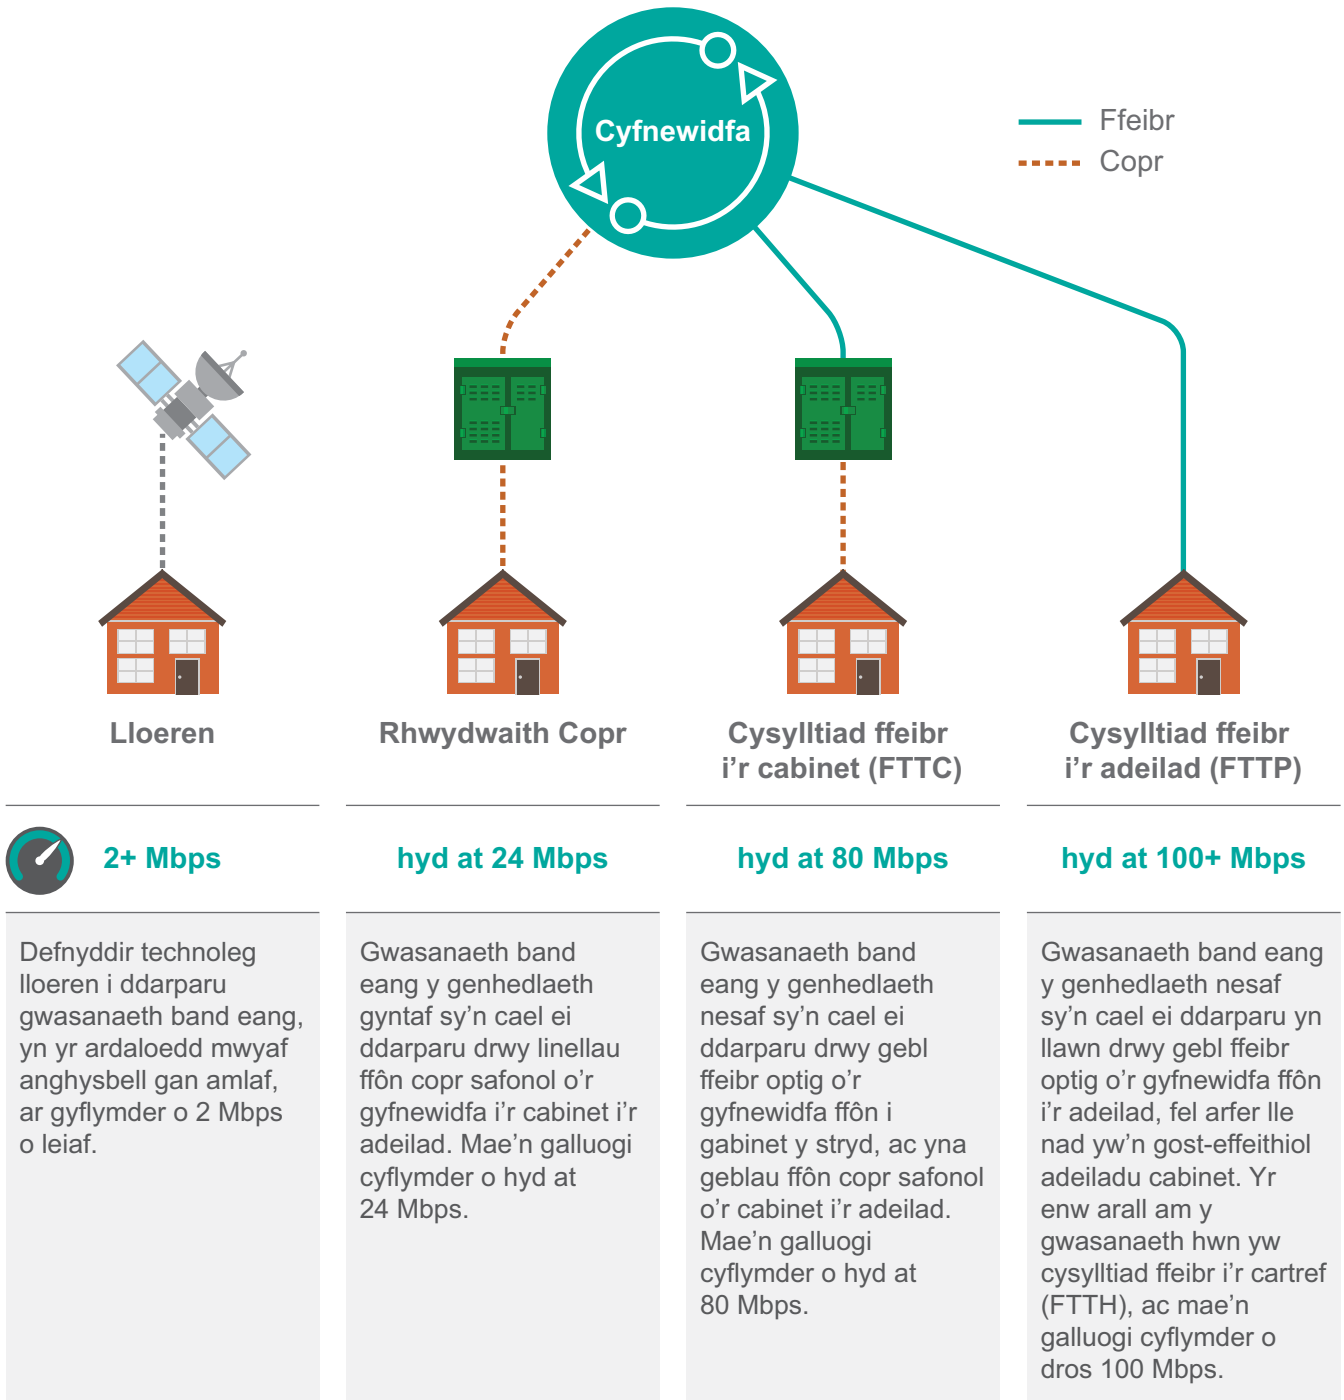 Cyfnewidfa
Ffeibr
Copr
Lloeren
2+ Mbps
Defnyddir technoleg
lloeren i ddarparu
gwasanaeth band eang,
yn yr ardaloedd mwyaf
anghysbell gan amlaf,
ar gyflymder o 2 Mbps
o leiaf.
Rhwydwaith Copr
hyd at 24 Mbps
Gwasanaeth band
eang y genhedlaeth
gyntaf sy’n cael ei
ddarparu drwy linellau
ffôn copr safonol o’r
gyfnewidfa i’r cabinet i’r
adeilad. Mae’n galluogi
cyflymder o hyd at
24 Mbps.
Cysylltiad ffeibr
i’r cabinet (FTTC)
hyd at 80 Mbps
Gwasanaeth band
eang y genhedlaeth
nesaf sy’n cael ei
ddarparu drwy gebl
ffeibr optig o’r
gyfnewidfa ffôn i
gabinet y stryd, ac yna
geblau ffôn copr safonol
o’r cabinet i’r adeilad.
Mae’n galluogi
cyflymder o hyd at
80 Mbps.
Cysylltiad ffeibr
i’r adeilad (FTTP)
hyd at 100+ Mbps
Gwasanaeth band eang
y genhedlaeth nesaf
sy’n cael ei ddarparu yn
llawn drwy gebl ffeibr
optig o’r gyfnewidfa ffôn
i’r adeilad, fel arfer lle
nad yw’n gost-effeithiol
adeiladu cabinet. Yr
enw arall am y
gwasanaeth hwn yw
cysylltiad ffeibr i’r cartref
(FTTH), ac mae’n
galluogi cyflymder o
dros 100 Mbps.